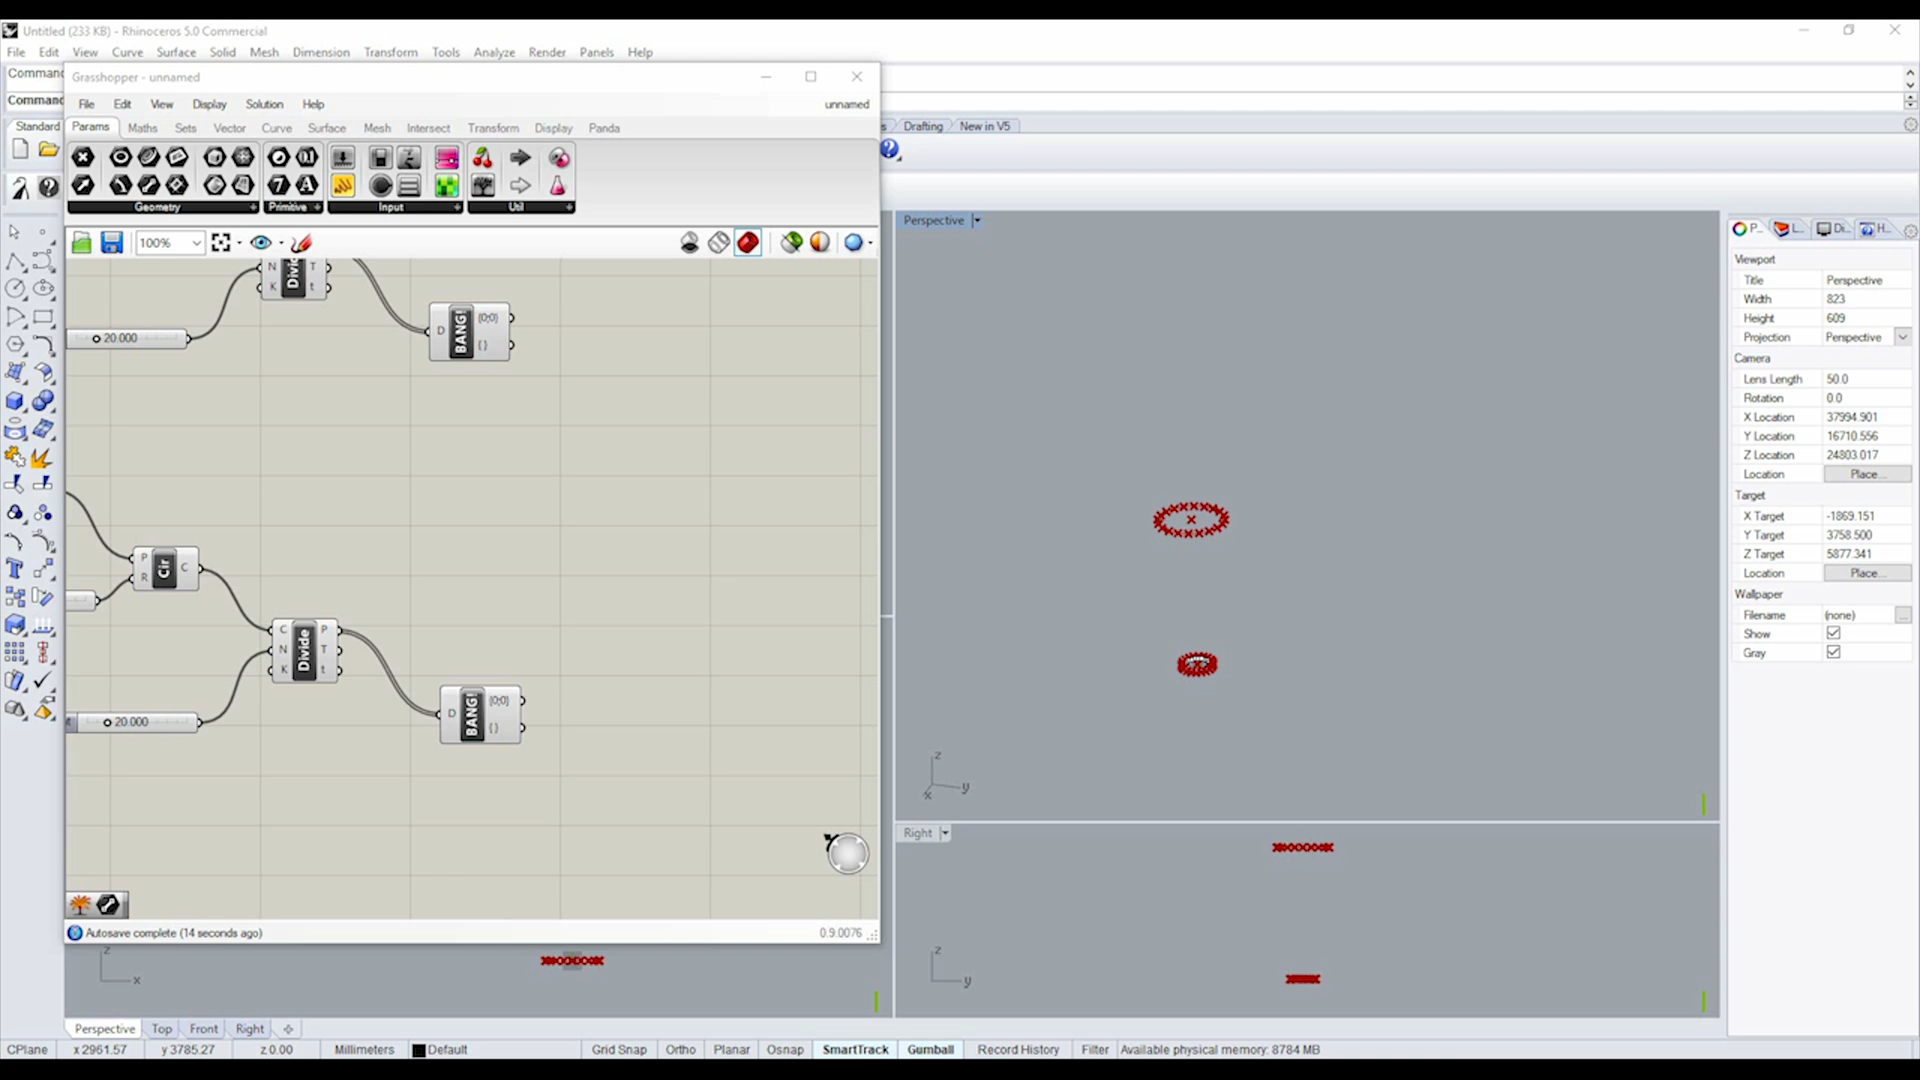 Untitled (233 KB) - Rhinoceros 5.0 Commercial
File Edit View Curve Surface Solid Mesh Dimension Transform Tools Analyze Render Panels Help
Command
Command
Grasshopper - unnamed
File Edit View Display Solution Help unnamed
Standard
Params Maths Sets Vector Curve Surface Mesh Intersect Transform Display Panda
Drafting New in V5
Geometry Primitive Input Util
100%
Perspective
P... L... Di... H...
Viewport
Title Perspective
Width 823
Height 609
Projection Perspective
Camera
Lens Length 50.0
Rotation 0.0
X Location 37994.901
Y Location 16710.556
Z Location 24803.017
Location Place...
Target
X Target -1869.151
Y Target 3758.500
Z Target 5877.341
Location Place...
Wallpaper
Filename (none) ...
Show
Gray
N T
K t
20.000
D BANG! {0;0}
{ }
P Cir C
R
C Divide P
N T
K t
20.000
D BANG! {0;0}
{ }
z
y
x
Right
Autosave complete (14 seconds ago) 0.9.0076
z
x
z
y
Perspective Top Front Right
CPlane x 2961.57 y 3785.27 z 0.00 Millimeters Default Grid Snap Ortho Planar Osnap SmartTrack Gumball Record History Filter Available physical memory: 8784 MB